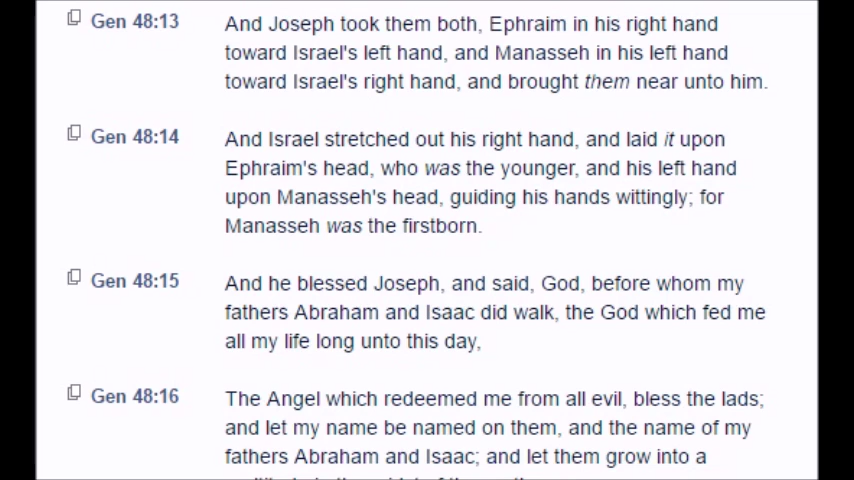 Gen 48:13 And Joseph took them both, Ephraim in his right hand
toward Israel's left hand, and Manasseh in his left hand
toward Israel's right hand, and brought them near unto him.
Gen 48:14 And Israel stretched out his right hand, and laid it upon
Ephraim's head, who was the younger, and his left hand
upon Manasseh's head, guiding his hands wittingly; for
Manasseh was the firstborn.
Gen 48:15 And he blessed Joseph, and said, God, before whom my
fathers Abraham and Isaac did walk, the God which fed me
all my life long unto this day,
Gen 48:16 The Angel which redeemed me from all evil, bless the lads;
and let my name be named on them, and the name of my
fathers Abraham and Isaac; and let them grow into a